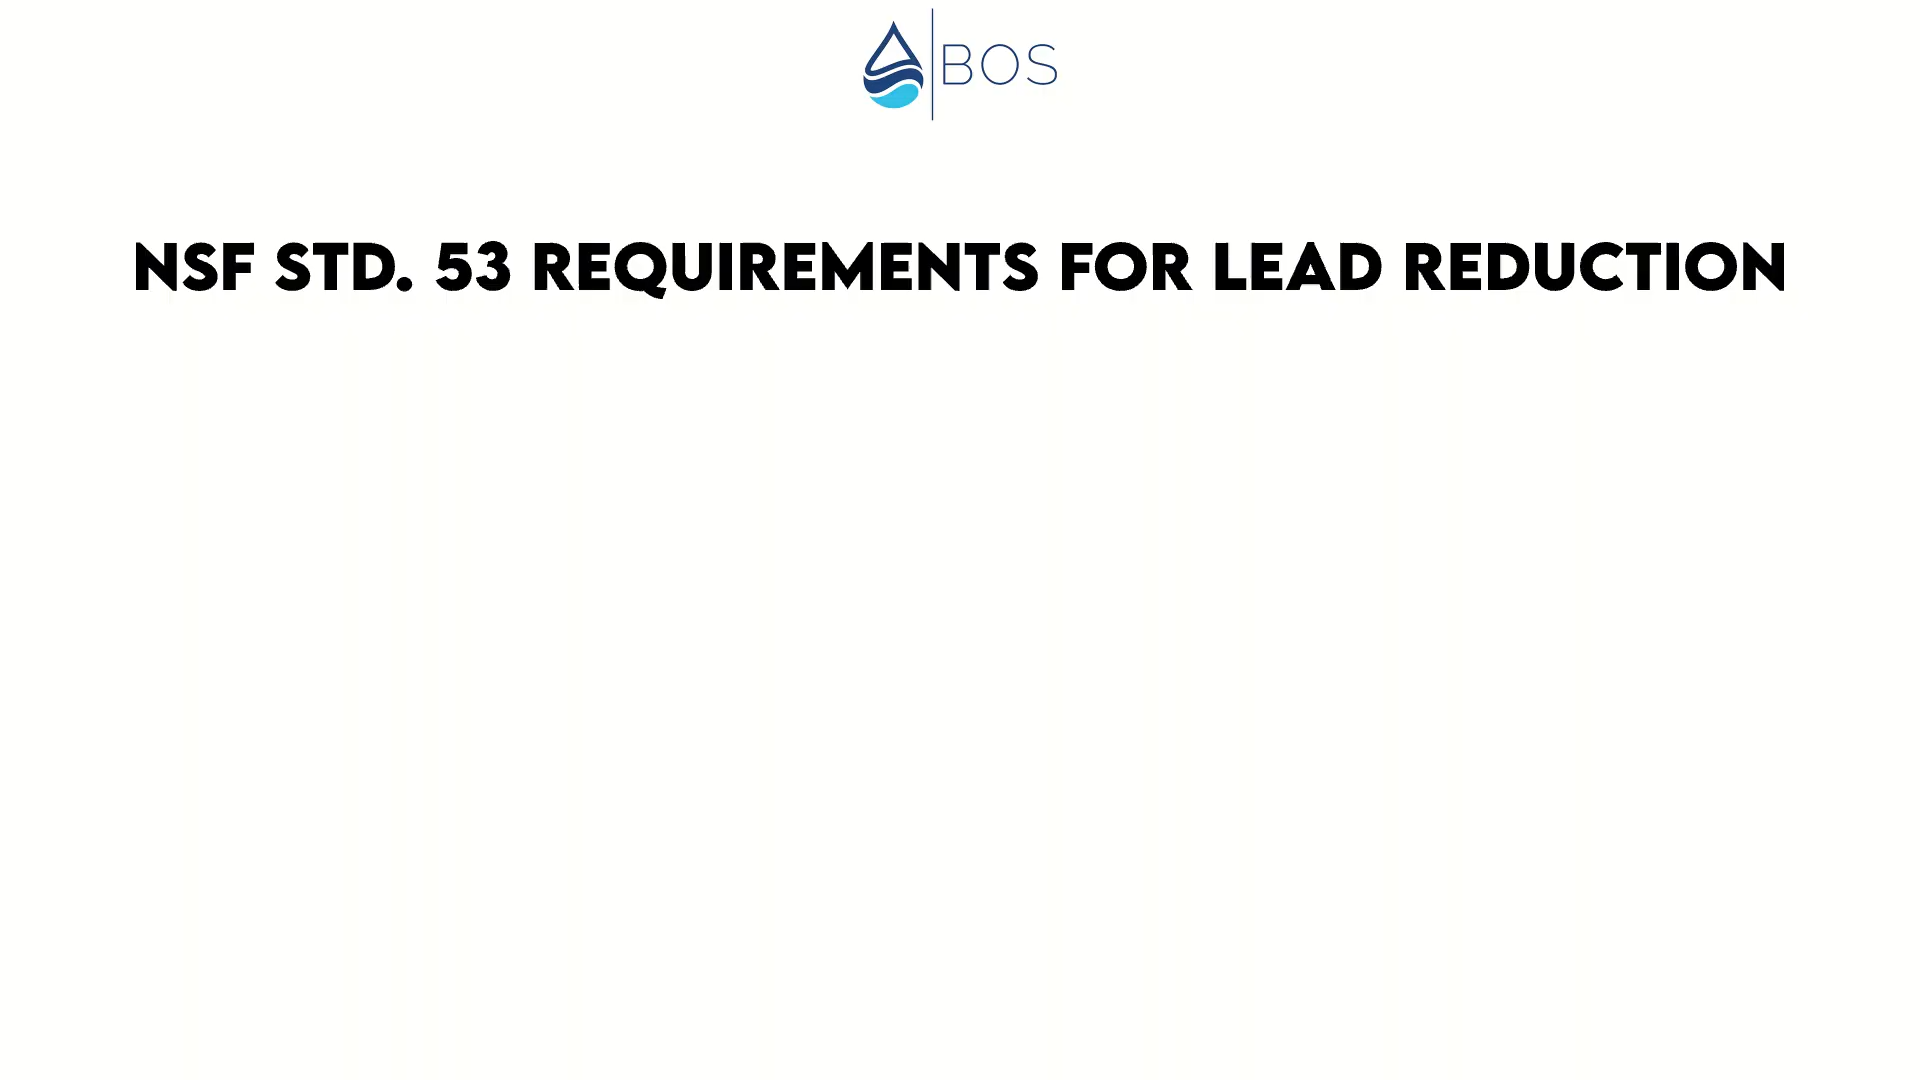 BOS
NSF STD. 53 REQUIREMENTS FOR LEAD REDUCTION